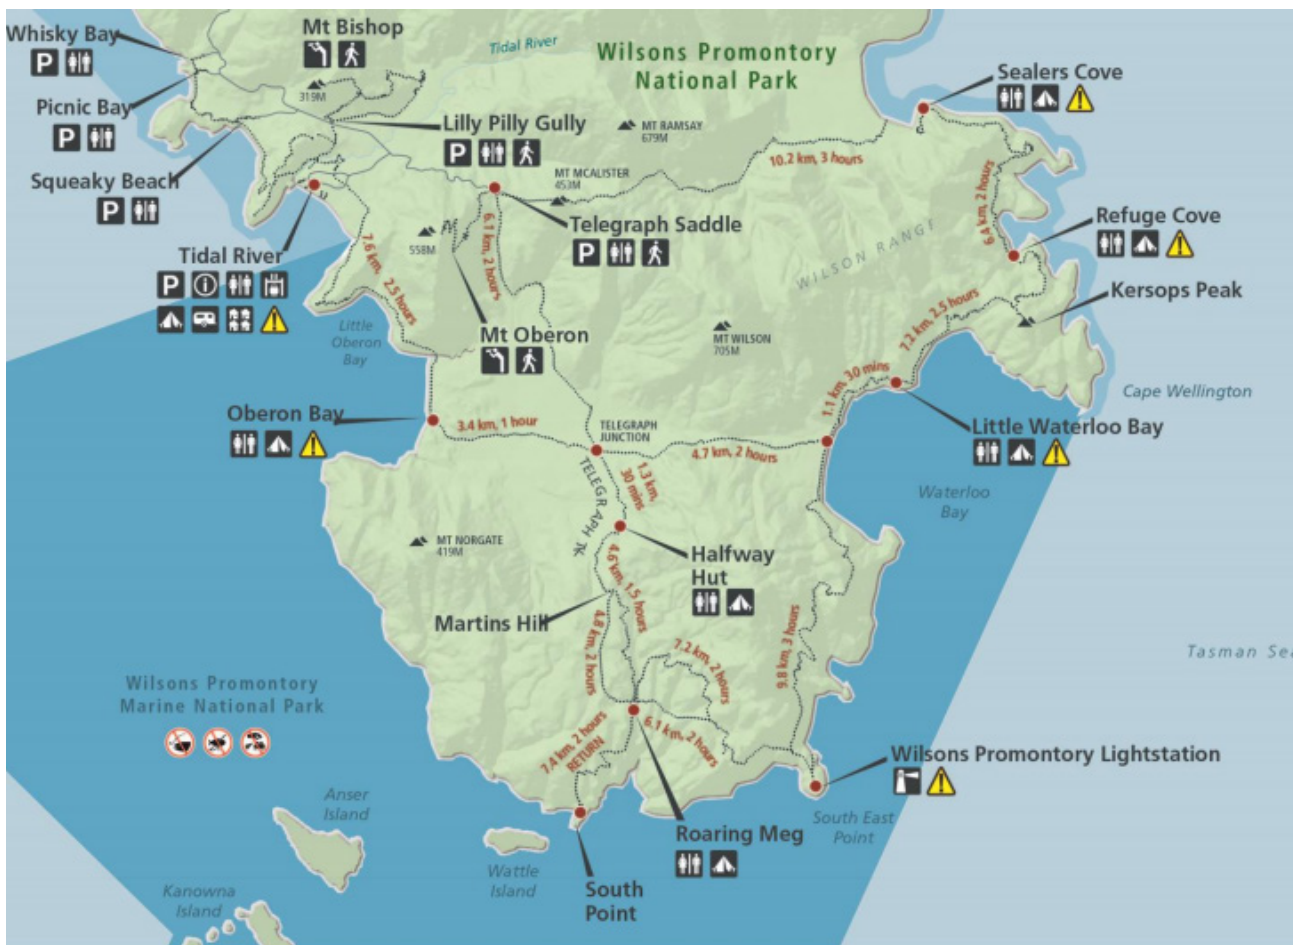 Whisky Bay
P
Mt Bishop
319M
Tidal River
Wilsons Promontory
National Park
Sealers Cove
Picnic Bay
P
Lilly Pilly Gully
P
MT RAMSAY
679M
10.2 km, 3 hours
Squeaky Beach
P
MT MCALISTER
453M
6.4 km, 2 hours
Refuge Cove
Telegraph Saddle
P
558M
6.1 km, 2 hours
WILSON RANGE
Tidal River
P
i
7.6 km, 2.5 hours
Kersops Peak
Little
Oberon
Bay
Mt Oberon
MT WILSON
705M
7.2 km, 2.5 hours
1.1 km, 30 mins
Cape Wellington
Oberon Bay
3.4 km, 1 hour
TELEGRAPH
JUNCTION
4.7 km, 2 hours
Little Waterloo Bay
TELEGRAPH TK
1.3 km,
30 mins
Waterloo
Bay
MT NORGATE
419M
Halfway
Hut
4.6 km, 1.5 hours
Martins Hill
4.8 km, 2 hours
7.2 km, 2 hours
9.8 km, 3 hours
Tasman Sea
Wilsons Promontory
Marine National Park
7.4 km, 2 hours
RETURN
6.1 km, 2 hours
Wilsons Promontory Lightstation
Anser
Island
South East
Point
Roaring Meg
Wattle
Island
Kanowna
Island
South
Point